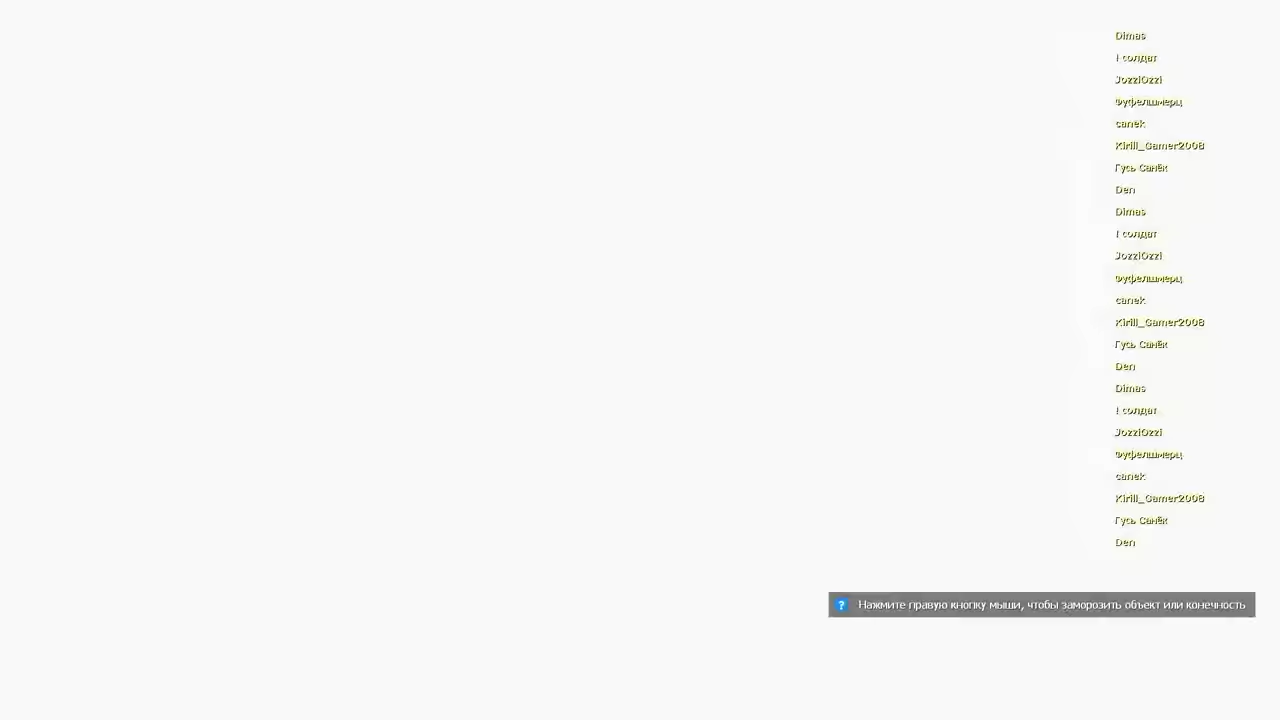 Dimas
! солдат
JozziOzzi
Фуфелшмерц
canek
Kirill_Gamer2008
Гусь Санёк
Den
Dimas
! солдат
JozziOzzi
Фуфелшмерц
canek
Kirill_Gamer2008
Гусь Санёк
Den
Dimas
! солдат
JozziOzzi
Фуфелшмерц
canek
Kirill_Gamer2008
Гусь Санёк
Den
Нажмите правую кнопку мыши, чтобы заморозить объект или конечность